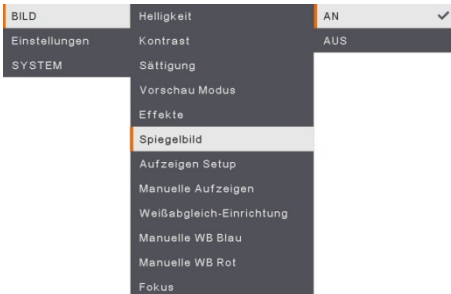 BILD
Einstellungen
SYSTEM
Helligkeit
Kontrast
Sättigung
Vorschau Modus
Effekte
Spiegelbild
Aufzeigen Setup
Manuelle Aufzeigen
Weißabgleich-Einrichtung
Manuelle WB Blau
Manuelle WB Rot
Fokus
AN
AUS